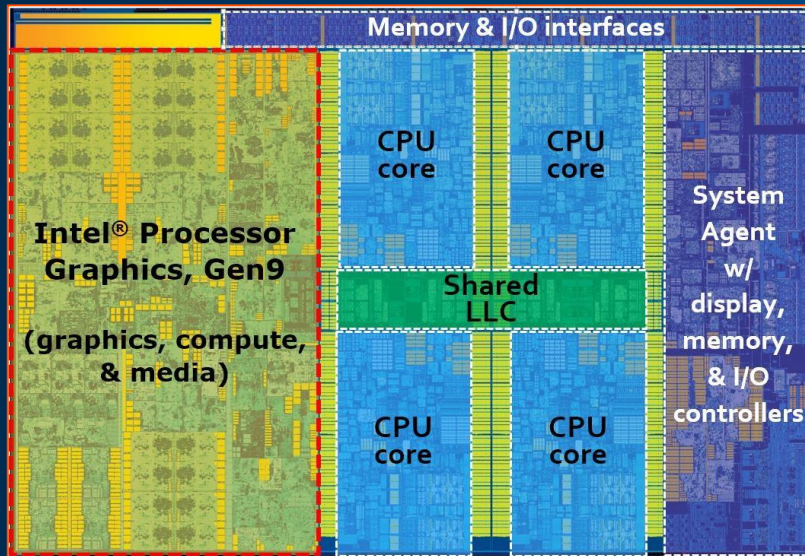 Memory & I/O interfaces
Intel® Processor
Graphics, Gen9
(graphics, compute,
& media)
CPU
core
CPU
core
Shared
LLC
CPU
core
CPU
core
System
Agent
w/
display,
memory,
& I/O
controllers